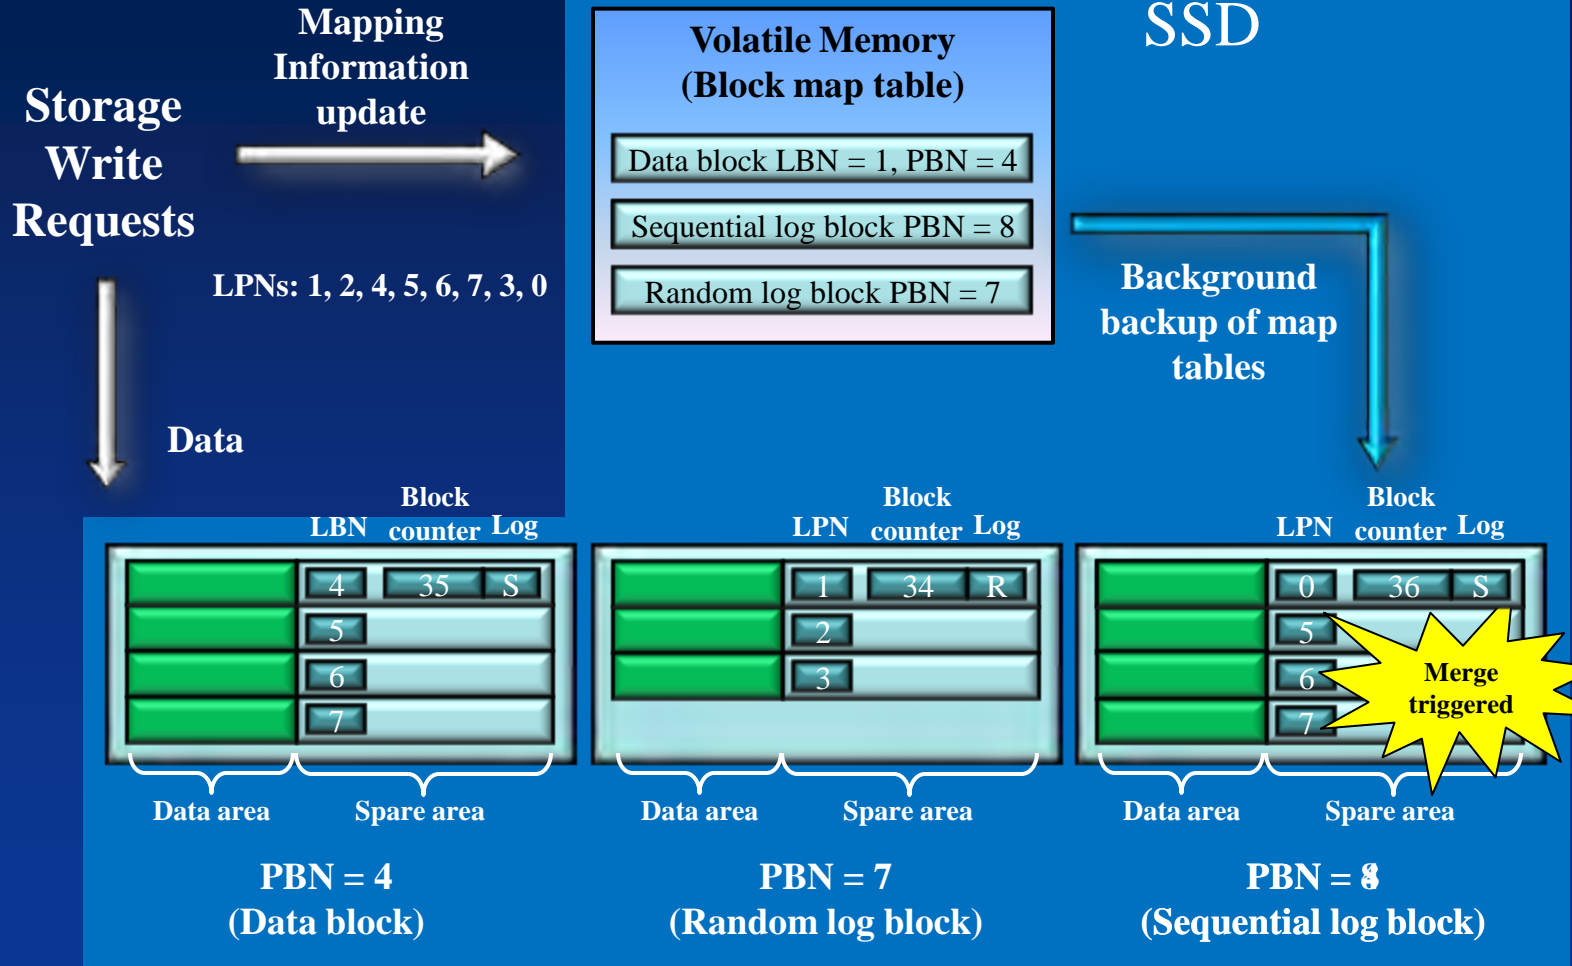 SSD
Mapping
Information
update
Storage
Write
Requests
LPNs: 1, 2, 4, 5, 6, 7, 3, 0
Data
Volatile Memory
(Block map table)
Data block LBN = 1, PBN = 4
Sequential log block PBN = 8
Random log block PBN = 7
Background
backup of map
tables
LBN Block counter Log
4 35 S
5
6
7
Data area Spare area
PBN = 4
(Data block)
LPN Block counter Log
1 34 R
2
3
Data area Spare area
PBN = 7
(Random log block)
LPN Block counter Log
0 36 S
5
6
7
Merge
triggered
Data area Spare area
PBN =
(Sequential log block)